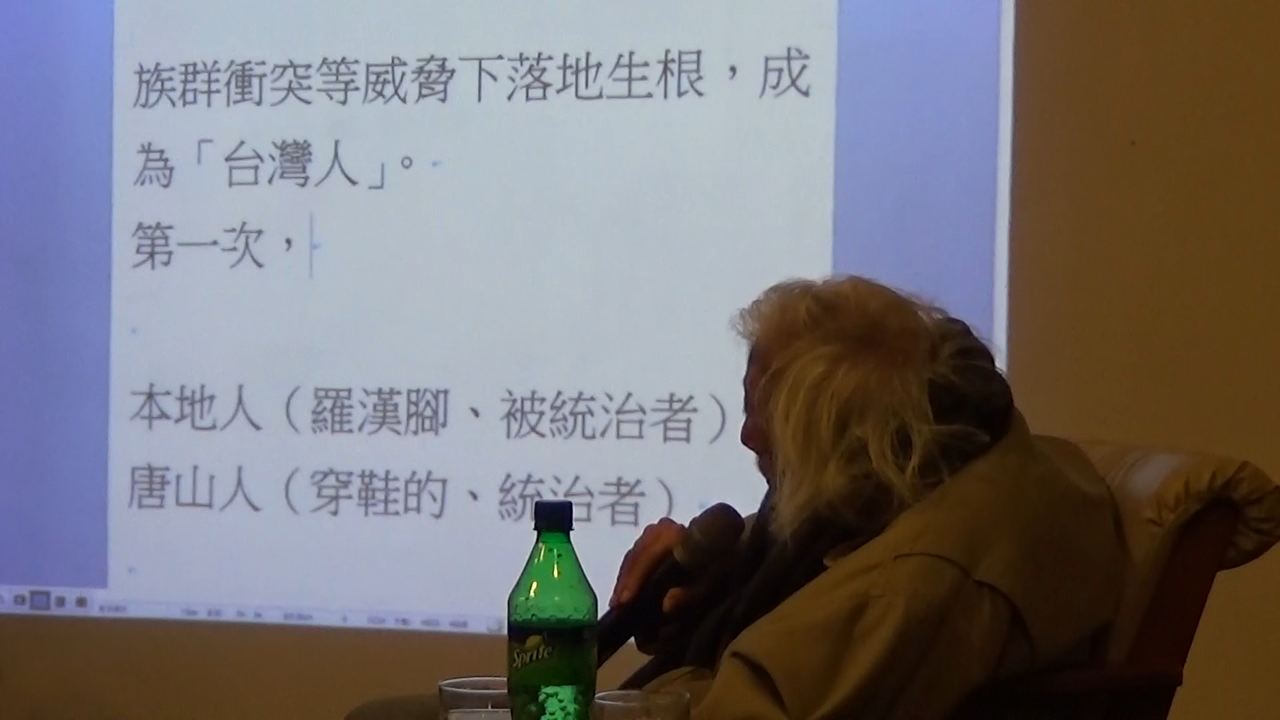 族群衝突等威脅下落地生根，成
為「台灣人」。
第一次，
本地人（羅漢腳、被統治者）
唐山人（穿鞋的、統治者）
Sprite